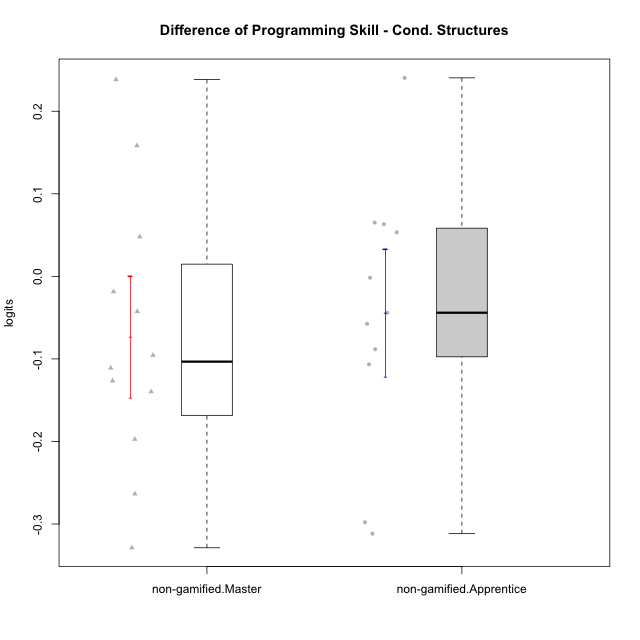 Difference of Programming Skill - Cond. Structures
logits
0.2
0.1
0.0
-0.1
-0.2
-0.3
non-gamified.Master non-gamified.Apprentice